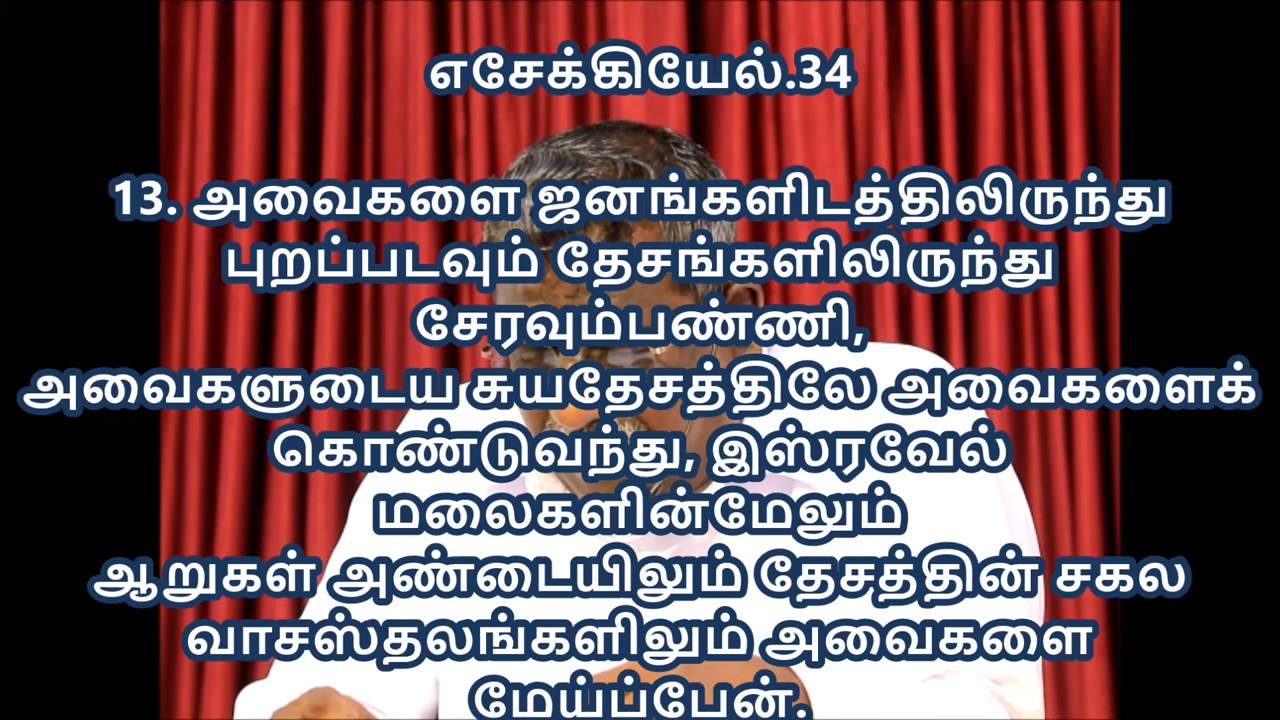 எசேக்கியேல்.34
13. அவைகளை ஜனங்களிடத்திலிருந்து
புறப்படவும் தேசங்களிலிருந்து
சேரவும்பண்ணி,
அவைகளுடைய சுயதேசத்திலே அவைகளைக்
கொண்டுவந்து, இஸ்ரவேல்
மலைகளின்மேலும்
ஆறுகள் அண்டையிலும் தேசத்தின் சகல
வாசஸ்தலங்களிலும் அவைகளை
மேய்ப்பேன்.